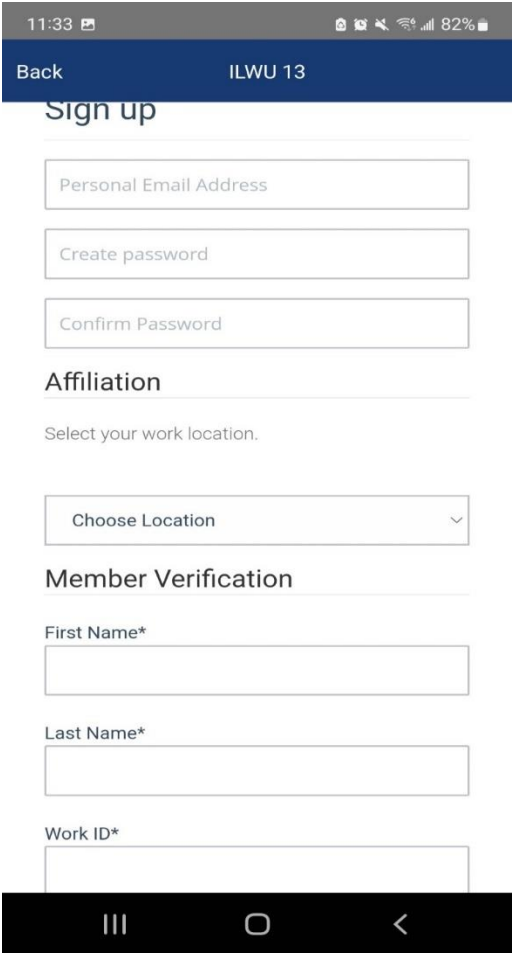 11:33 82%
Back ILWU 13
Sign up
Personal Email Address
Create password
Confirm Password
Affiliation
Select your work location.
Choose Location
Member Verification
First Name*
Last Name*
Work ID*